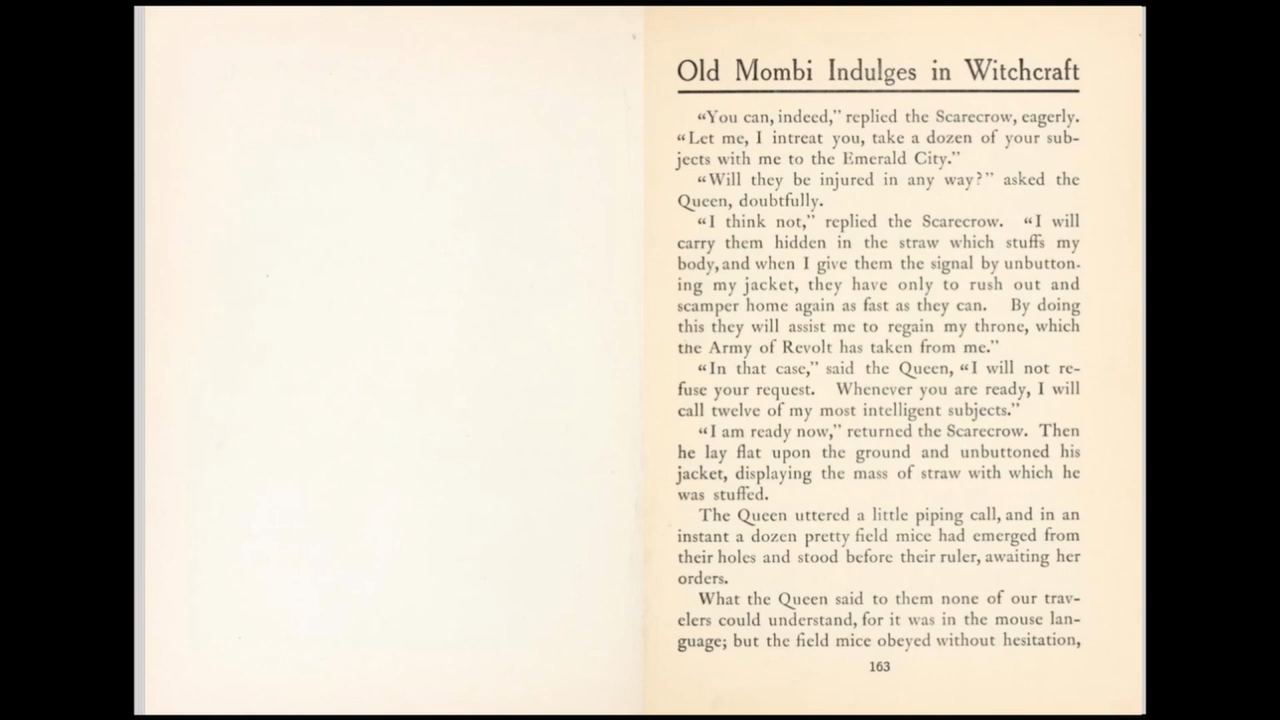 Old Mombi Indulges in Witchcraft
“You can, indeed,” replied the Scarecrow, eagerly.
“Let me, I intreat you, take a dozen of your sub-
jects with me to the Emerald City.”
“Will they be injured in any way?” asked the
Queen, doubtfully.
“I think not,” replied the Scarecrow. “I will
carry them hidden in the straw which stuffs my
body, and when I give them the signal by unbutton-
ing my jacket, they have only to rush out and
scamper home again as fast as they can. By doing
this they will assist me to regain my throne, which
the Army of Revolt has taken from me.”
“In that case,” said the Queen, “I will not re-
fuse your request. Whenever you are ready, I will
call twelve of my most intelligent subjects.”
“I am ready now,” returned the Scarecrow. Then
he lay flat upon the ground and unbuttoned his
jacket, displaying the mass of straw with which he
was stuffed.
The Queen uttered a little piping call, and in an
instant a dozen pretty field mice had emerged from
their holes and stood before their ruler, awaiting her
orders.
What the Queen said to them none of our trav-
elers could understand, for it was in the mouse lan-
guage; but the field mice obeyed without hesitation,
163